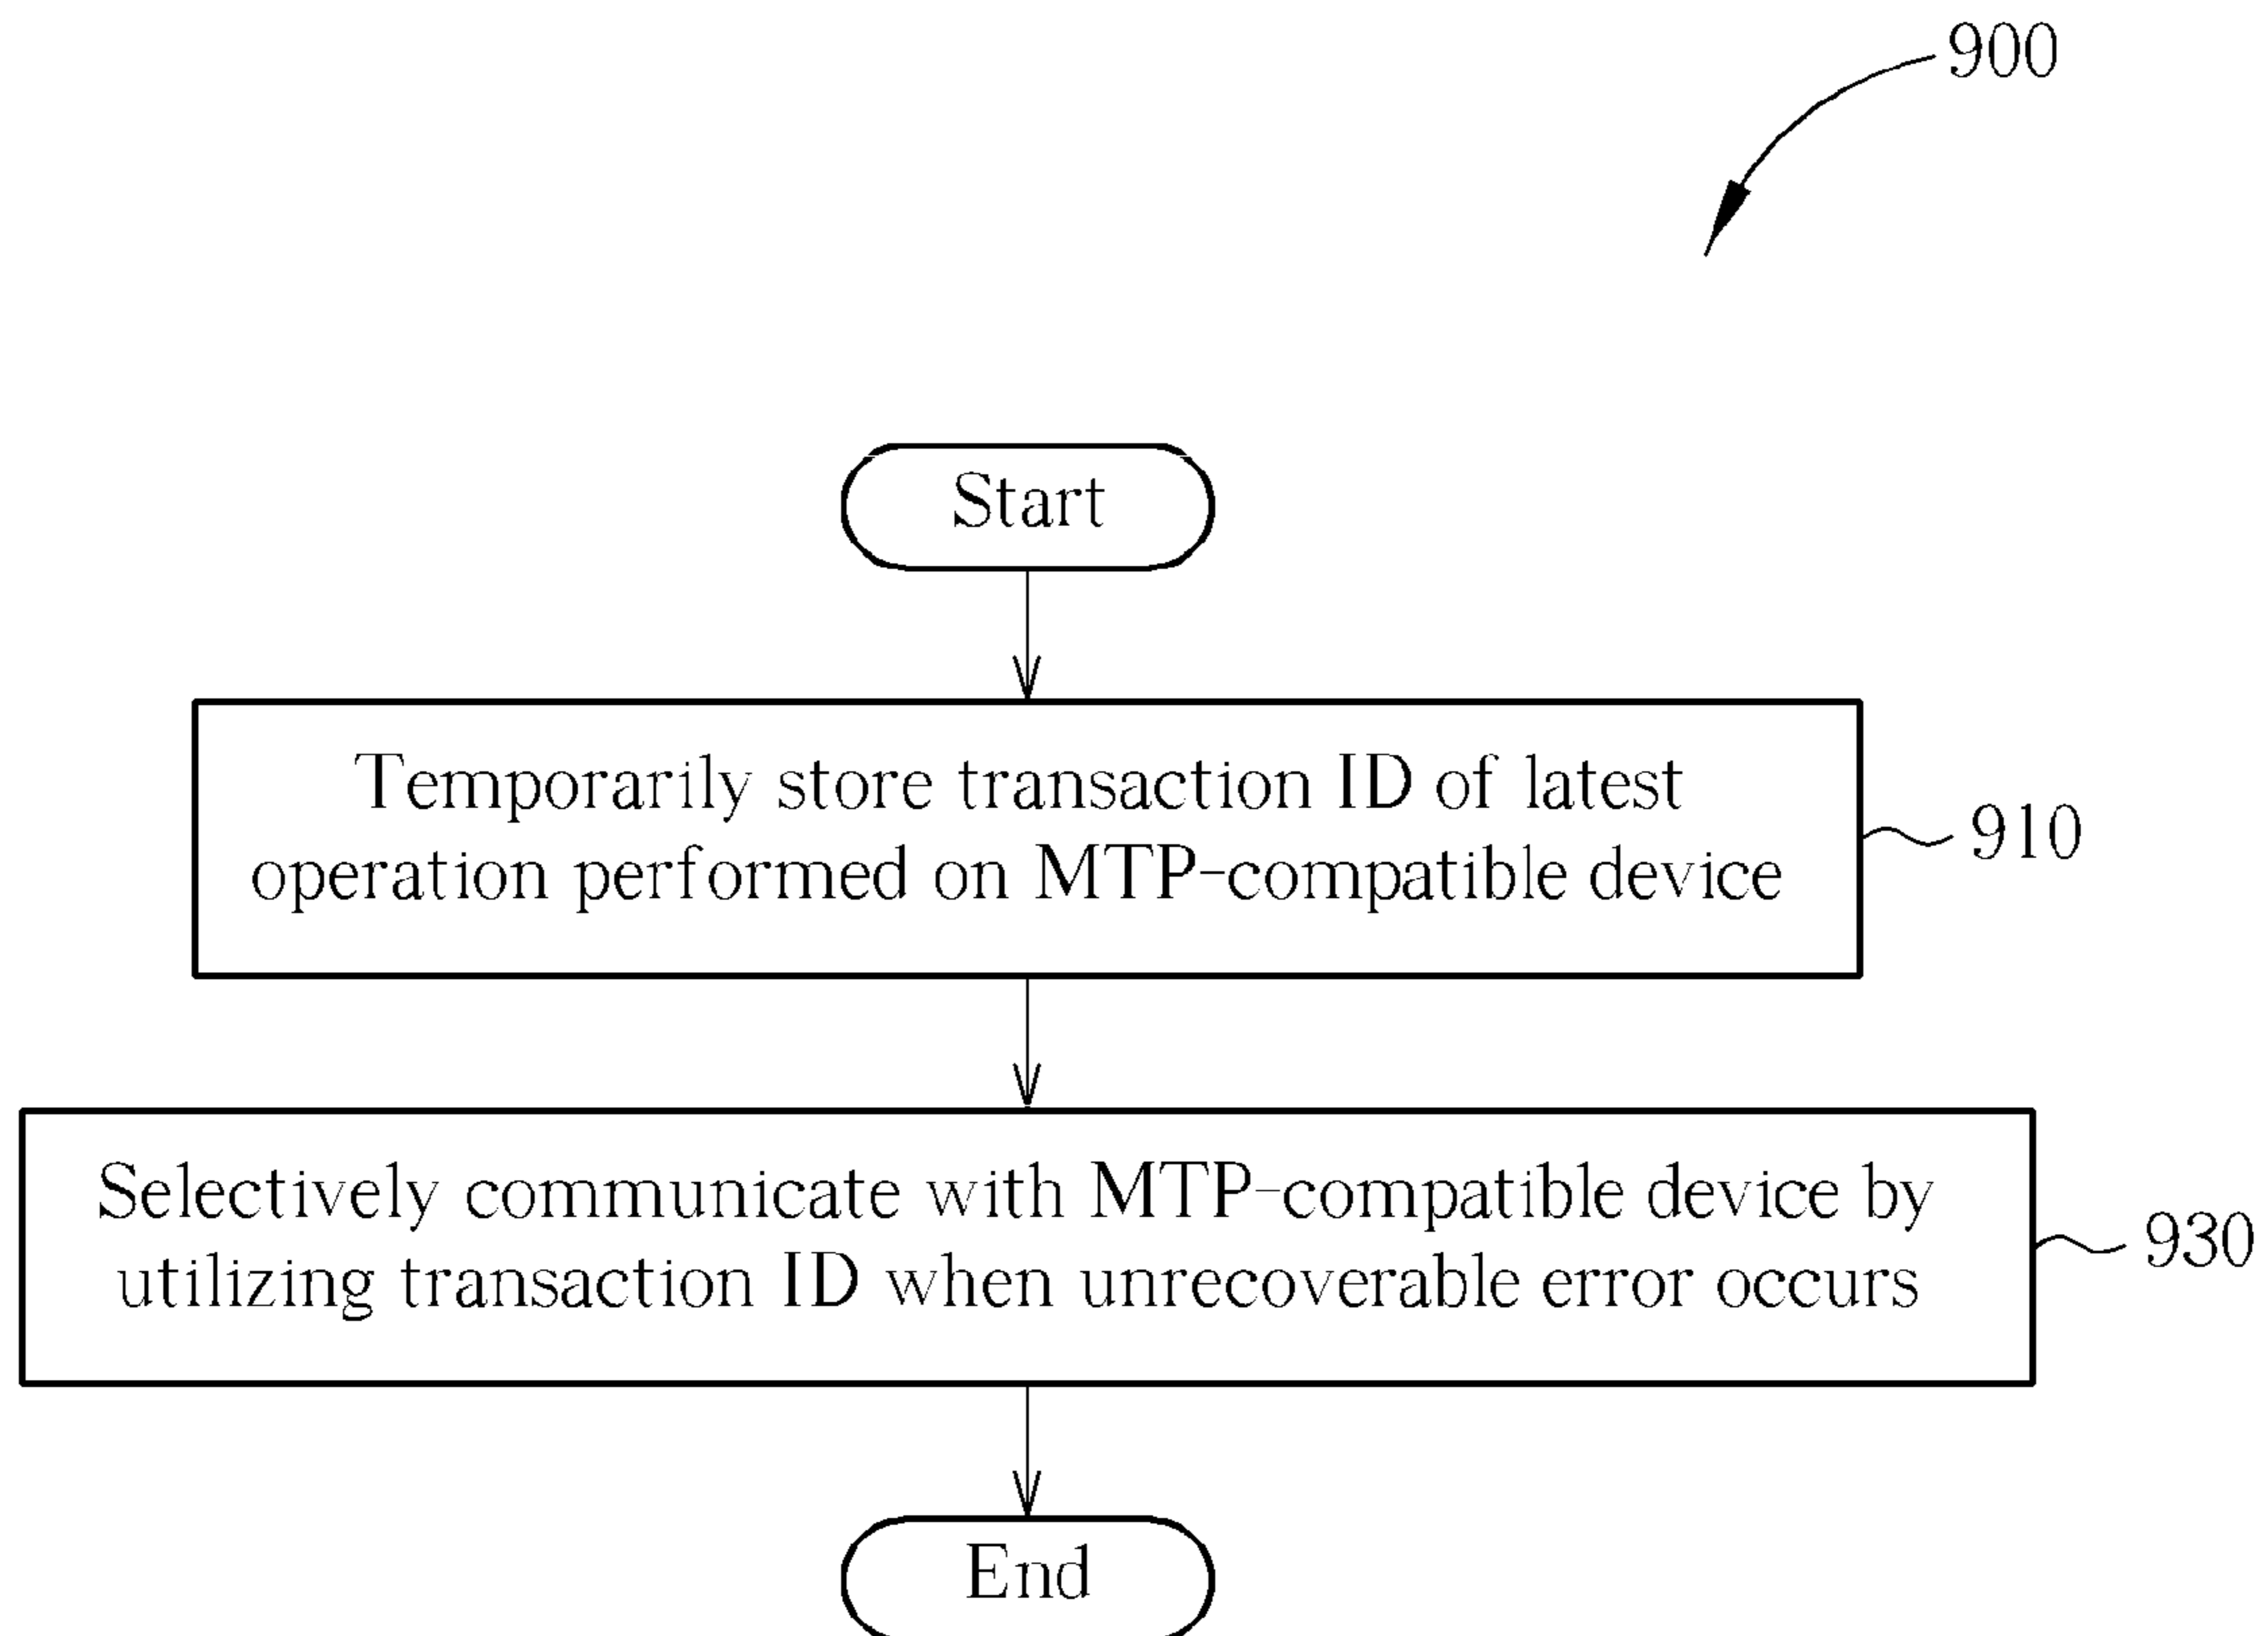 900
Start
Temporarily store transaction ID of latest
operation performed on MTP-compatible device
910
Selectively communicate with MTP-compatible device by
utilizing transaction ID when unrecoverable error occurs
930
End